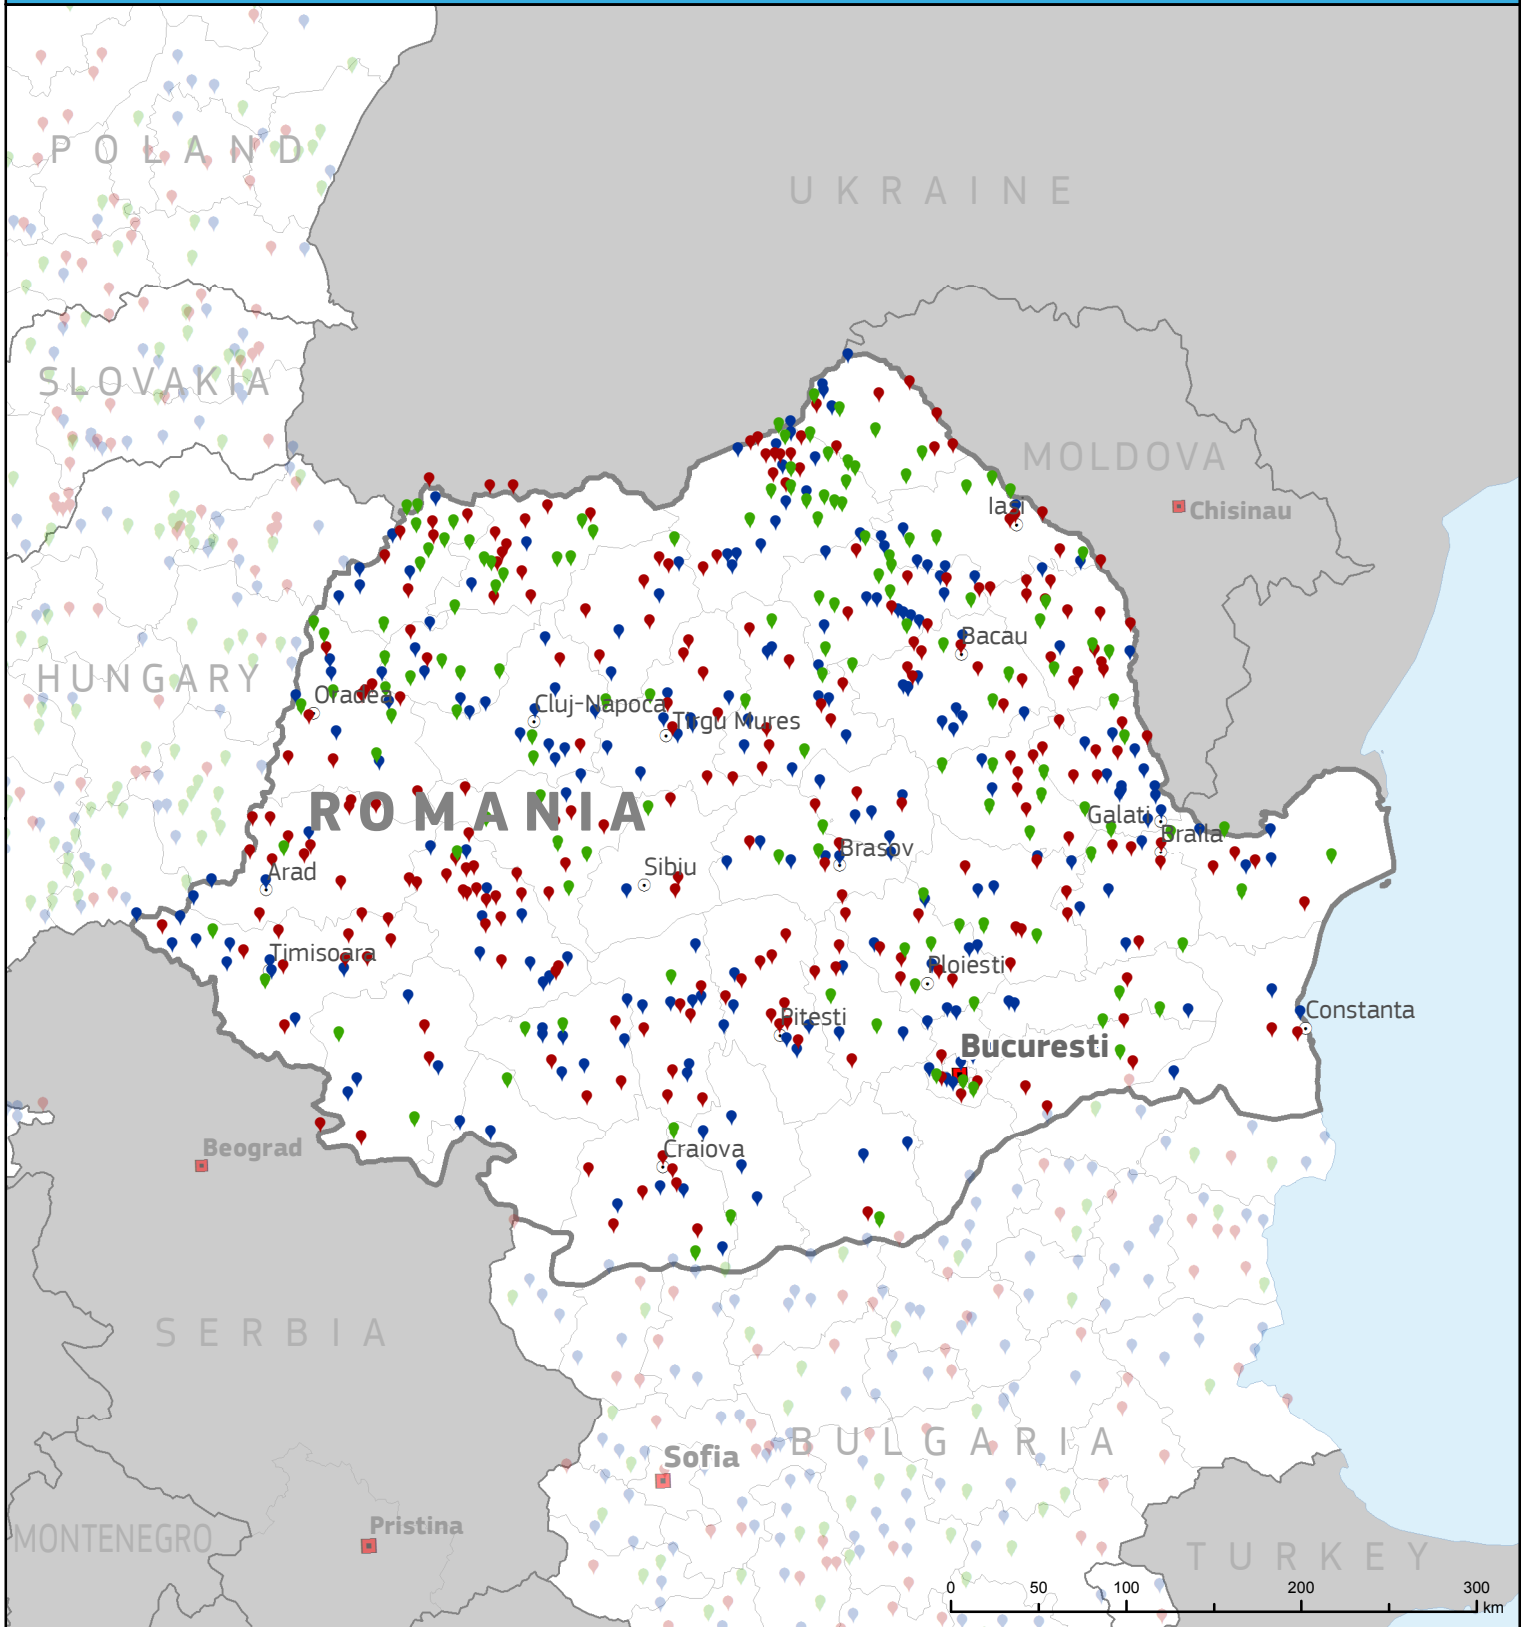 POLAND
UKRAINE
SLOVAKIA
MOLDOVA
Iasi
Chisinau
Bacau
HUNGARY
Oradea
Cluj-Napoca
Tirgu Mures
ROMANIA
Galati
Braila
Brasov
Sibiu
Arad
Timisoara
Ploiesti
Pitesti
Constanta
Bucuresti
Beograd
Craiova
SERBIA
BULGARIA
Sofia
Pristina
MONTENEGRO
TURKEY
0 50 100 200 300
km